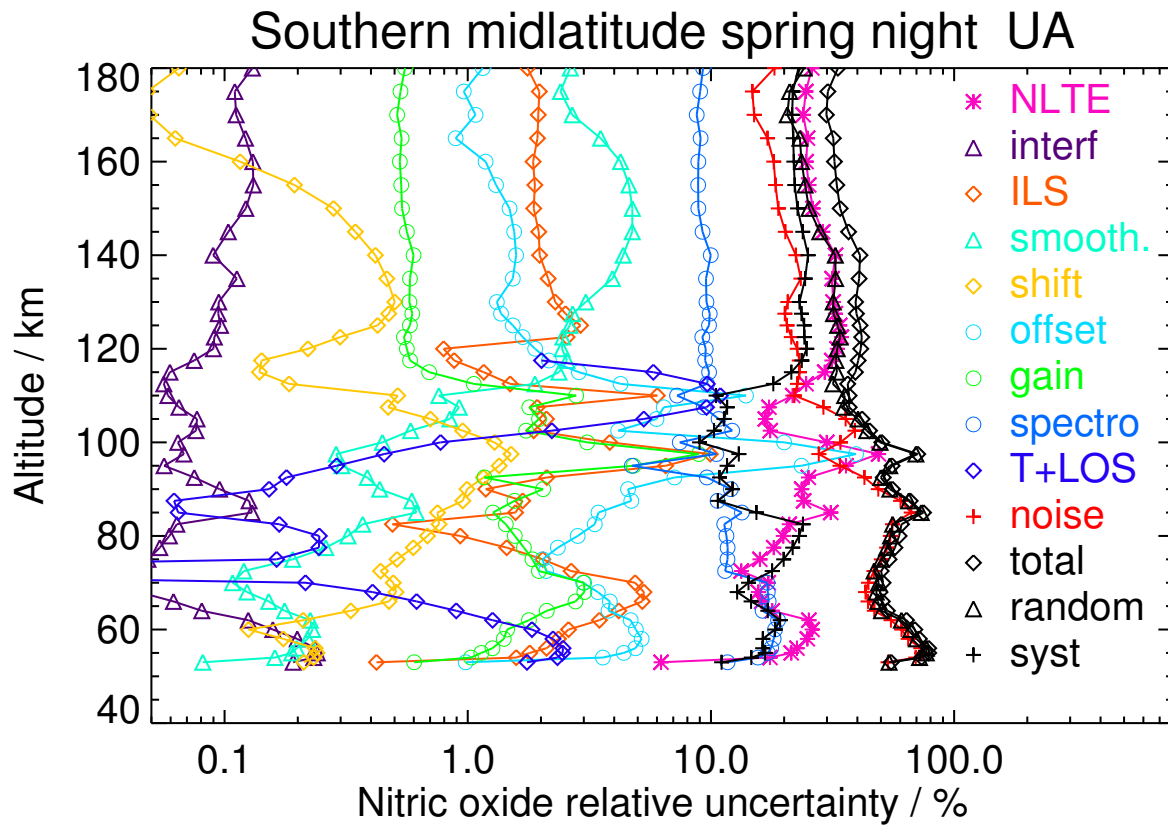 Southern midlatitude spring night UA
180
160
140
120
100
80
60
40
Altitude / km
0.1
1.0
10.0
100.0
Nitric oxide relative uncertainty / %
NLTE
interf
ILS
smooth.
shift
offset
gain
spectro
T+LOS
noise
total
random
syst